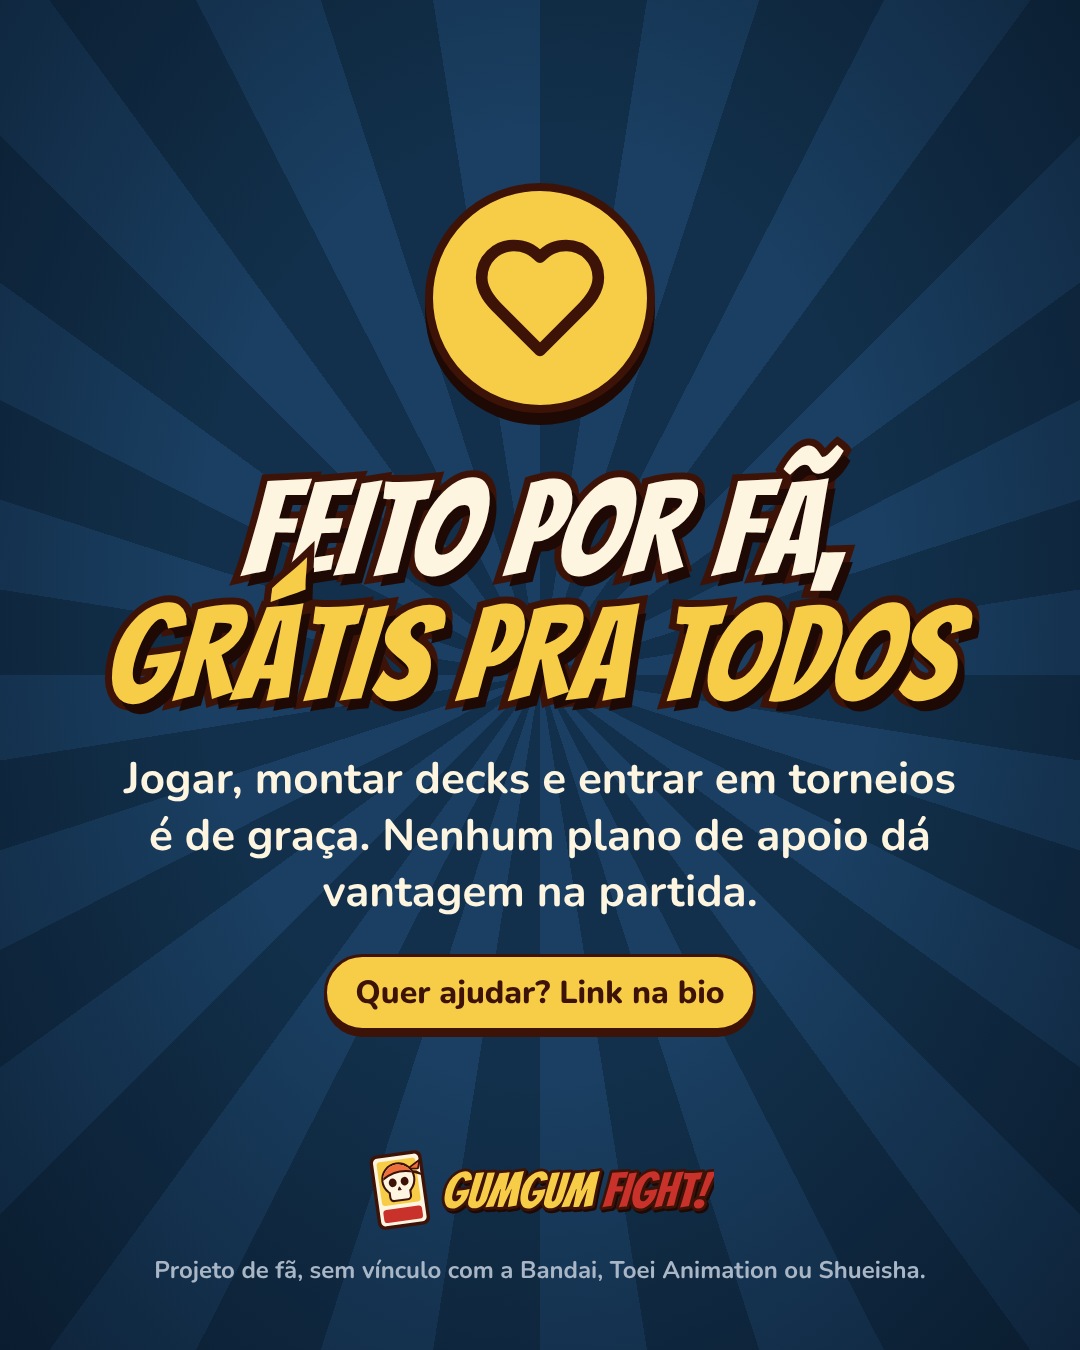 FEITO POR FÃ,
GRÁTIS PRA TODOS
Jogar, montar decks e entrar em torneios
é de graça. Nenhum plano de apoio dá
vantagem na partida.
Quer ajudar? Link na bio
GUMGUM FIGHT!
Projeto de fã, sem vínculo com a Bandai, Toei Animation ou Shueisha.